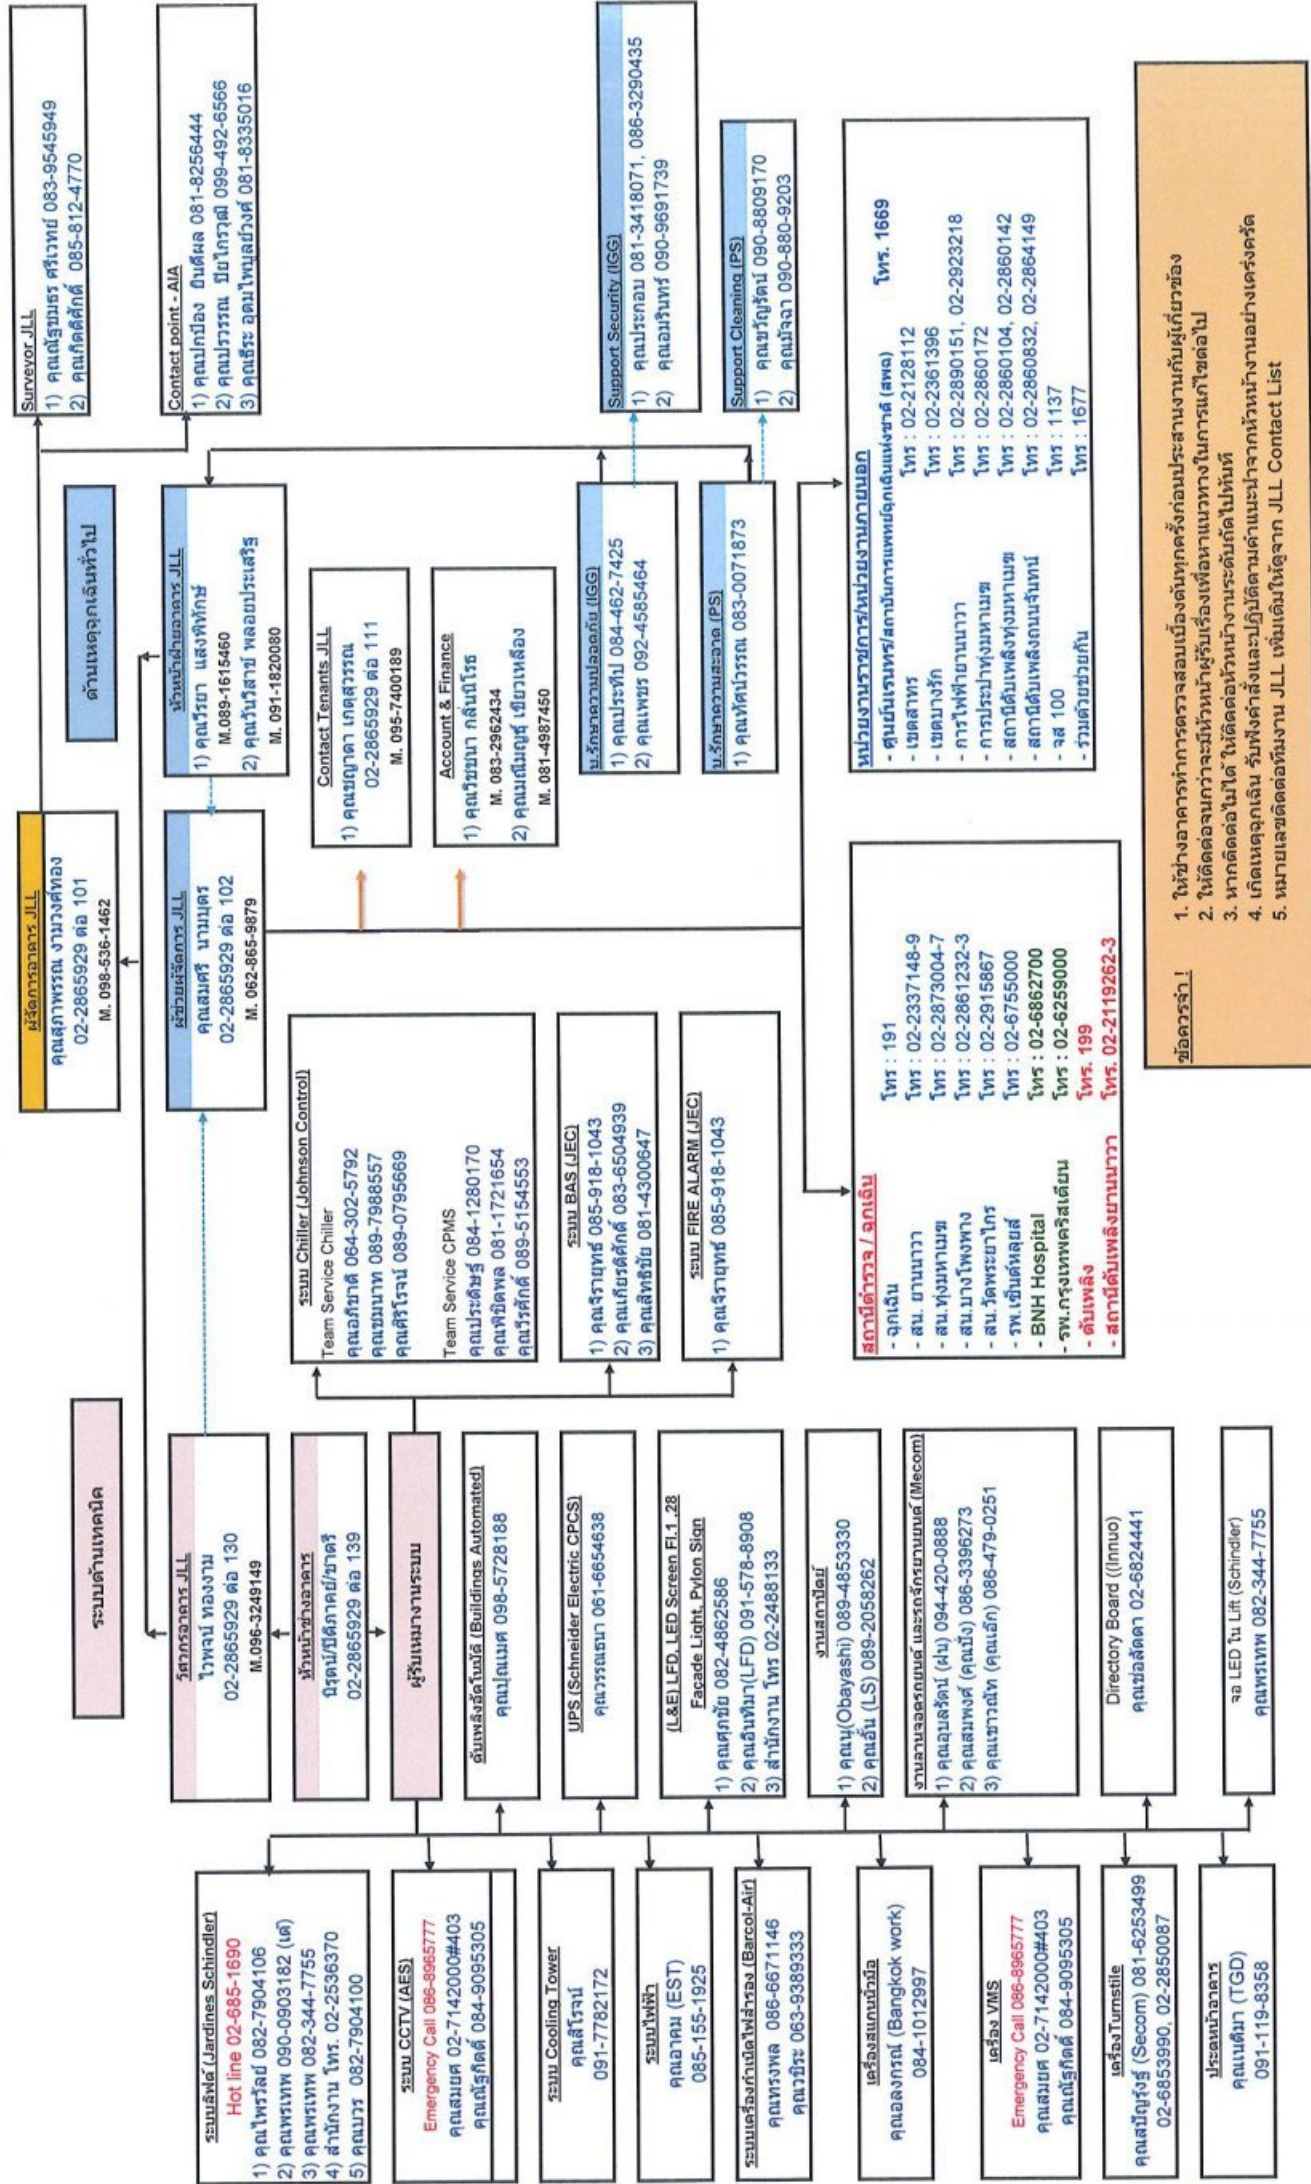 ผู้จัดการอาคาร JLL
คุณสุภาพรรณ งามวงศ์ทอง
02-2865929 ต่อ 101
M. 098-536-1462
Surveyor JLL
1) คุณณัฐชมธร ศรีเวทย์ 083-9545949
2) คุณกิตติศักดิ์ 085-812-4770
Contact point - AIA
1) คุณปกป้อง ยินดีผล 081-8256444
2) คุณปรวรรณ ปิยไกรวุฒิ 099-492-6566
3) คุณธีระ อุดมไพบูลย์วงศ์ 081-8335016
ระบบด้านเทคนิค
ด้านเหตุฉุกเฉินทั่วไป
วิศวกรอาคาร JLL
ไวพจน์ ทองงาม
02-2865929 ต่อ 130
M.096-3249149
ผู้ช่วยผู้จัดการ JLL
คุณสมศรี นามบุตร
02-2865929 ต่อ 102
M. 062-865-9879
หัวหน้าฝ่ายอาคาร JLL
1) คุณวีรยา แสงพิทักษ์
M.089-1615460
2) คุณวันวิสาข์ พลอยประเสริฐ
M. 091-1820080
หัวหน้าช่างอาคาร
นิรุตน์/ปิติภาคย์/ชาตรี
02-2865929 ต่อ 139
ผู้รับเหมางานระบบ
Contact Tenants JLL
1) คุณชญาดา เกตุสุวรรณ
02-2865929 ต่อ 111
M. 095-7400189
Account & Finance
1) คุณวิชชนา กลิ่นนิโรธ
M. 083-2962434
2) คุณมณีมญชุ์ เขียวเหลือง
M. 081-4987450
ระบบลิฟต์ (Jardines Schindler)
Hot line 02-685-1690
1) คุณไพรวัลย์ 082-7904106
2) คุณพรเทพ 090-0903182 (เด๋)
3) คุณพรเทพ 082-344-7755
4) สำนักงาน โทร. 02-2536370
5) คุณบวร 082-7904100
ระบบ CCTV (AES)
Emergency Call 086-8965777
คุณสมยศ 02-7142000#403
คุณณัฐกิตติ์ 084-9095305
ระบบ Cooling Tower
คุณสิโรจน์
091-7782172
ระบบไฟฟ้า
คุณอาคม (EST)
085-155-1925
ระบบเครื่องกำเนิดไฟสำรอง (Barcol-Air)
คุณทรงพล 086-6671146
คุณวชิระ 063-9389333
เครื่องสแกนนิ้วมือ
คุณอลงกรณ์ (Bangkok work)
084-1012997
เครื่อง VMS
Emergency Call 086-8965777
คุณสมยศ 02-7142000#403
คุณณัฐกิตติ์ 084-9095305
เครื่องTurnstile
คุณสปัญรุ้งรุ้ (Secom) 081-6253499
02-6853990, 02-2850087
ประตูหน้าอาคาร
คุณเนติมา (TGD)
091-119-8358
ดับเพลิงอัตโนมัติ (Buildings Automated)
คุณปุณเมศ 098-5728188
UPS (Schneider Electric CPCS)
คุณวรรณธนา 061-6654638
(L&E) LFD, LED Screen Fl.1 ,28
Façade Light, Pylon Sign
1) คุณศุภชัย 082-4862586
2) คุณอินทิมา(LFD) 091-578-8908
3) สำนักงาน โทร 02-2488133
งานสถาปัตย์
1) คุณนุ(Obayashi) 089-4853330
2) คุณอั๋น (LS) 089-2058262
งานลานจอดรถยนต์ และรถจักรยานยนต์ (Mecom)
1) คุณอุบลรัตน์ (ฝน) 094-420-0888
2) คุณสมพงค์ (คุณบัง) 086-3396273
3) คุณเชาวณัท (คุณเอ๊ก) 086-479-0251
Directory Board ((Innuo)
คุณช่อลัดดา 02-6824441
จอ LED ใน Lift (Schindler)
คุณพรเทพ 082-344-7755
ระบบ Chiller (Johnson Control)
Team Service Chiller
คุณอภิชาติ 064-302-5792
คุณชมนาท 089-7988557
คุณศิริโรจน์ 089-0795669
Team Service CPMS
คุณประดิษฐ์ 084-1280170
คุณพิชิตพล 081-1721654
คุณวีรศักดิ์ 089-5154553
ระบบ BAS (JEC)
1) คุณจิรายุทธ์ 085-918-1043
2) คุณเกียรติศักดิ์ 083-6504939
3) คุณสิทธิชัย 081-4300647
ระบบ FIRE ALARM (JEC)
1) คุณจิรายุทธ์ 085-918-1043
บ.รักษาความปลอดภัย (IGG)
1) คุณประทีป 084-462-7425
2) คุณเพชร 092-4585464
Support Security (IGG)
1) คุณประกอบ 081-3418071, 086-3290435
2) คุณอมรินทร์ 090-9691739
บ.รักษาความสะอาด (PS)
1) คุณทัศน์วรรณ 083-0071873
Support Cleaning (PS)
1) คุณขวัญรัตน์ 090-8809170
2) คุณมัจฉา 090-880-9203
สถานีตำรวจ / ฉุกเฉิน
- ฉุกเฉิน โทร : 191
- สน. ยานนาวา โทร : 02-2337148-9
- สน.ทุ่งมหาเมฆ โทร : 02-2873004-7
- สน.บางโพงพาง โทร : 02-2861232-3
- สน.วัดพระยาไกร โทร : 02-2915867
- รพ.เซ็นต์หลุยส์ โทร : 02-6755000
- BNH Hospital โทร : 02-6862700
- รพ.กรุงเทพคริสเตียน โทร : 02-6259000
- ดับเพลิง โทร. 199
- สถานีดับเพลิงยานนาวา โทร. 02-2119262-3
หน่วยงานราชการ/หน่วยงานภายนอก
- ศูนย์นเรนทร/สถาบันการแพทย์ฉุกเฉินแห่งชาติ (สพฉ) โทร. 1669
- เขตสาทร โทร : 02-2128112
- เขตบางรัก โทร : 02-2361396
- การไฟฟ้ายานนาวา โทร : 02-2890151, 02-2923218
- การประปาทุ่งมหาเมฆ โทร : 02-2860172
- สถานีดับเพลิงทุ่งมหาเมฆ โทร : 02-2860104, 02-2860142
- สถานีดับเพลิงถนนจันทน์ โทร : 02-2860832, 02-2864149
- จส 100 โทร : 1137
- ร่วมด้วยช่วยกัน โทร : 1677
ข้อควรจำ !
1. ให้ช่างอาคารทำการตรวจสอบเบื้องต้นทุกครั้งก่อนประสานงานกับผู้เกี่ยวข้อง
2. ให้ติดต่อจนกว่าจะมีหัวหน้าผู้รับเรื่องเพื่อหาแนวทางในการแก้ไขต่อไป
3. หากติดต่อไม่ได้ ให้ติดต่อหัวหน้างานระดับถัดไปทันที
4. เกิดเหตุฉุกเฉิน รับฟังคำสั่งและปฏิบัติตามคำแนะนำจากหัวหน้างานอย่างเคร่งครัด
5. หมายเลขติดต่อทีมงาน JLL เพิ่มเติมให้ดูจาก JLL Contact List